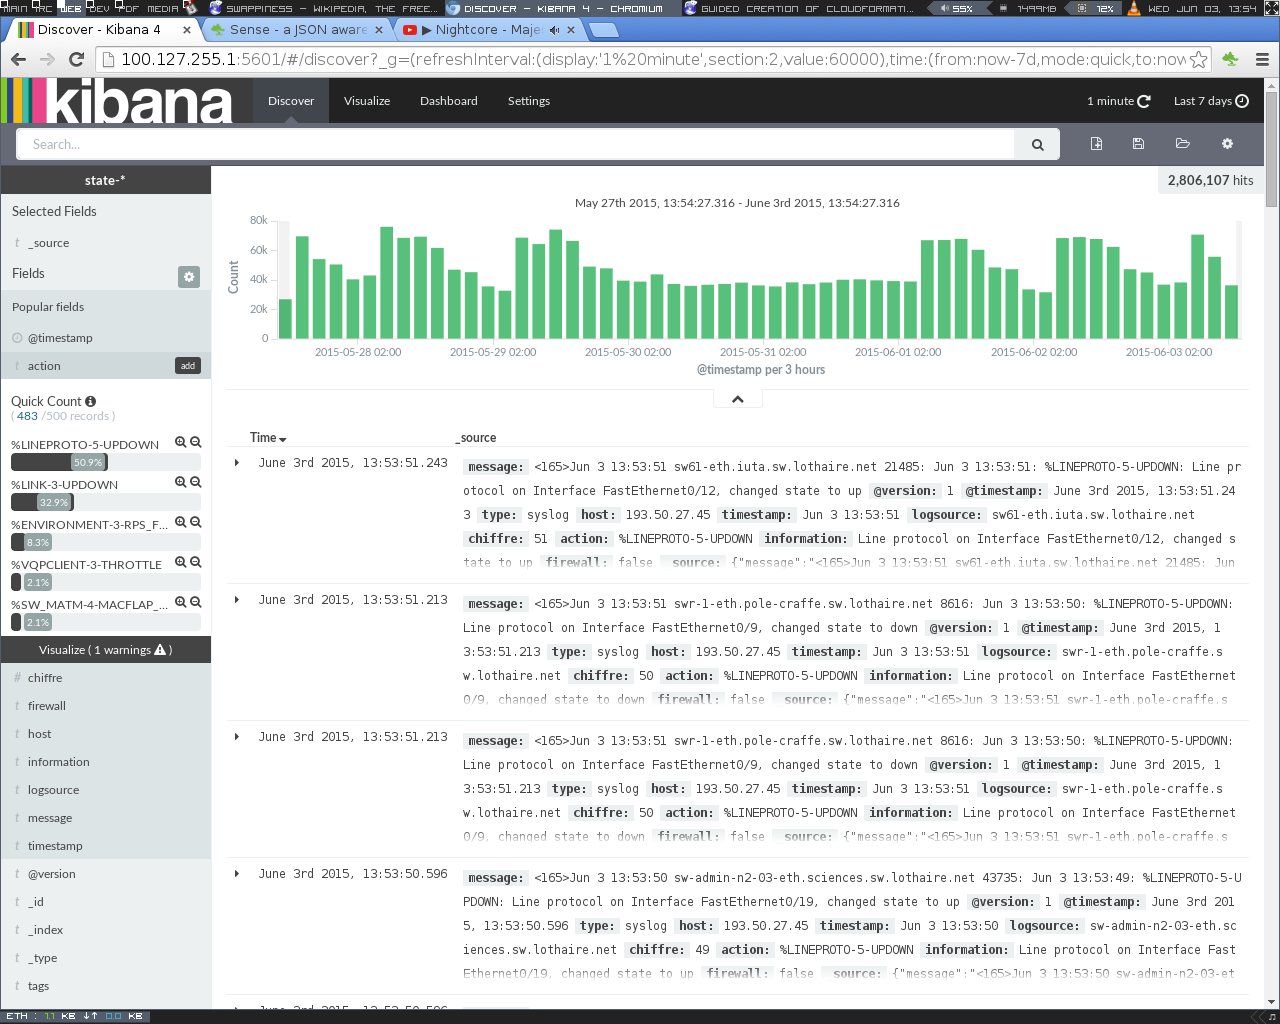 MAIN ARC WEB DEV PDF MEDIA SWAPPINESS – WIKIPEDIA, THE FREE... DISCOVER – KIBANA 4 – CHROMIUM GUIDED CREATION OF CLOUDFORMATI... 55% 1499MB 12% WED JUN 03, 13:54
Discover - Kibana 4 Sense - a JSON aware ▶ Nightcore - Maje
100.127.255.1:5601/#/discover?_g=(refreshInterval:(display:'1%20minute',section:2,value:60000),time:(from:now-7d,mode:quick,to:now
kibana Discover Visualize Dashboard Settings 1 minute Last 7 days
Search...
state-* 2,806,107 hits
Selected Fields
t _source
Fields
Popular fields
@timestamp
t action add
Quick Count
( 483 /500 records )
%LINEPROTO-5-UPDOWN
50.9%
%LINK-3-UPDOWN
32.9%
%ENVIRONMENT-3-RPS_F...
8.3%
%VQPCLIENT-3-THROTTLE
2.1%
%SW_MATM-4-MACFLAP_...
2.1%
Visualize ( 1 warnings )
# chiffre
t firewall
t host
t information
t logsource
t message
t timestamp
t @version
t _id
t _index
t _type
t tags
May 27th 2015, 13:54:27.316 - June 3rd 2015, 13:54:27.316
80k
60k
40k
20k
0
Count
2015-05-28 02:00 2015-05-29 02:00 2015-05-30 02:00 2015-05-31 02:00 2015-06-01 02:00 2015-06-02 02:00 2015-06-03 02:00
@timestamp per 3 hours
Time _source
June 3rd 2015, 13:53:51.243 message: <165>Jun 3 13:53:51 sw61-eth.iuta.sw.lothaire.net 21485: Jun 3 13:53:51: %LINEPROTO-5-UPDOWN: Line pr
otocol on Interface FastEthernet0/12, changed state to up @version: 1 @timestamp: June 3rd 2015, 13:53:51.24
3 type: syslog host: 193.50.27.45 timestamp: Jun 3 13:53:51 logsource: sw61-eth.iuta.sw.lothaire.net
chiffre: 51 action: %LINEPROTO-5-UPDOWN information: Line protocol on Interface FastEthernet0/12, changed s
tate to up firewall: false _source: {"message":"<165>Jun 3 13:53:51 sw61-eth.iuta.sw.lothaire.net 21485: Jun
June 3rd 2015, 13:53:51.213 message: <165>Jun 3 13:53:51 swr-1-eth.pole-craffe.sw.lothaire.net 8616: Jun 3 13:53:50: %LINEPROTO-5-UPDOWN:
Line protocol on Interface FastEthernet0/9, changed state to down @version: 1 @timestamp: June 3rd 2015, 1
3:53:51.213 type: syslog host: 193.50.27.45 timestamp: Jun 3 13:53:51 logsource: swr-1-eth.pole-craffe.s
w.lothaire.net chiffre: 50 action: %LINEPROTO-5-UPDOWN information: Line protocol on Interface FastEthernet
0/9, changed state to down firewall: false _source: {"message":"<165>Jun 3 13:53:51 swr-1-eth.pole-craffe.s
June 3rd 2015, 13:53:51.213 message: <165>Jun 3 13:53:51 swr-1-eth.pole-craffe.sw.lothaire.net 8616: Jun 3 13:53:50: %LINEPROTO-5-UPDOWN:
Line protocol on Interface FastEthernet0/9, changed state to down @version: 1 @timestamp: June 3rd 2015, 1
3:53:51.213 type: syslog host: 193.50.27.45 timestamp: Jun 3 13:53:51 logsource: swr-1-eth.pole-craffe.s
w.lothaire.net chiffre: 50 action: %LINEPROTO-5-UPDOWN information: Line protocol on Interface FastEthernet
0/9, changed state to down firewall: false _source: {"message":"<165>Jun 3 13:53:51 swr-1-eth.pole-craffe.s
June 3rd 2015, 13:53:50.596 message: <165>Jun 3 13:53:50 sw-admin-n2-03-eth.sciences.sw.lothaire.net 43735: Jun 3 13:53:49: %LINEPROTO-5-U
PDOWN: Line protocol on Interface FastEthernet0/19, changed state to up @version: 1 @timestamp: June 3rd 201
5, 13:53:50.596 type: syslog host: 193.50.27.45 timestamp: Jun 3 13:53:50 logsource: sw-admin-n2-03-eth.sc
iences.sw.lothaire.net chiffre: 49 action: %LINEPROTO-5-UPDOWN information: Line protocol on Interface Fast
Ethernet0/19, changed state to up firewall: false _source: {"message":"<165>Jun 3 13:53:50 sw-admin-n2-03-et
ETH : 1.1 KB ↓↑ 0.0 KB